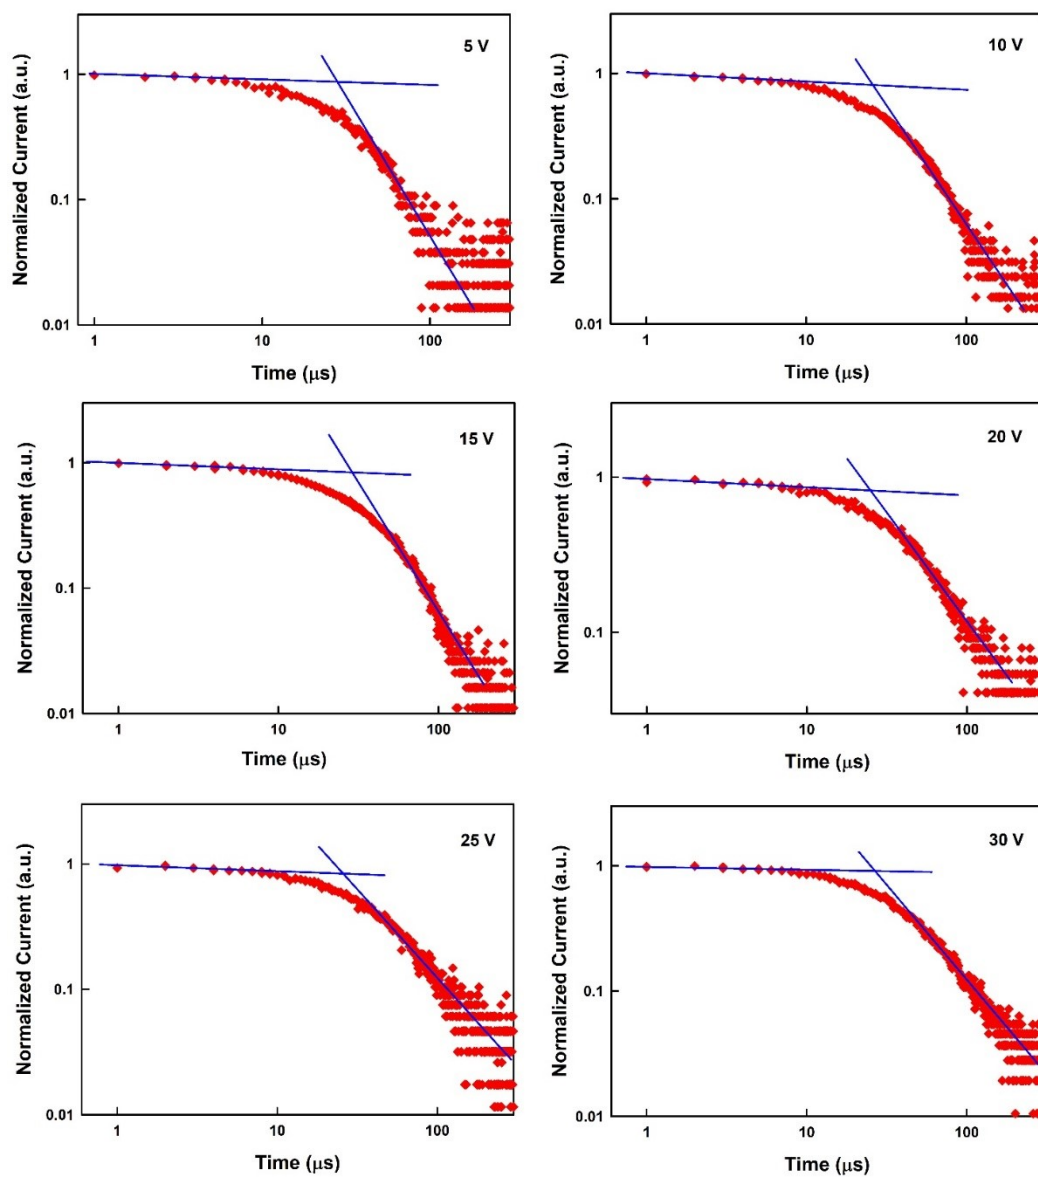 5 V
Normalized Current (a.u.)
1
0.1
0.01
1 10 100
Time (μs)
10 V
Normalized Current (a.u.)
1
0.1
0.01
1 10 100
Time (μs)
15 V
Normalized Current (a.u.)
1
0.1
0.01
1 10 100
Time (μs)
20 V
Normalized Current (a.u.)
1
0.1
1 10 100
Time (μs)
25 V
Normalized Current (a.u.)
1
0.1
0.01
1 10 100
Time (μs)
30 V
Normalized Current (a.u.)
1
0.1
0.01
1 10 100
Time (μs)